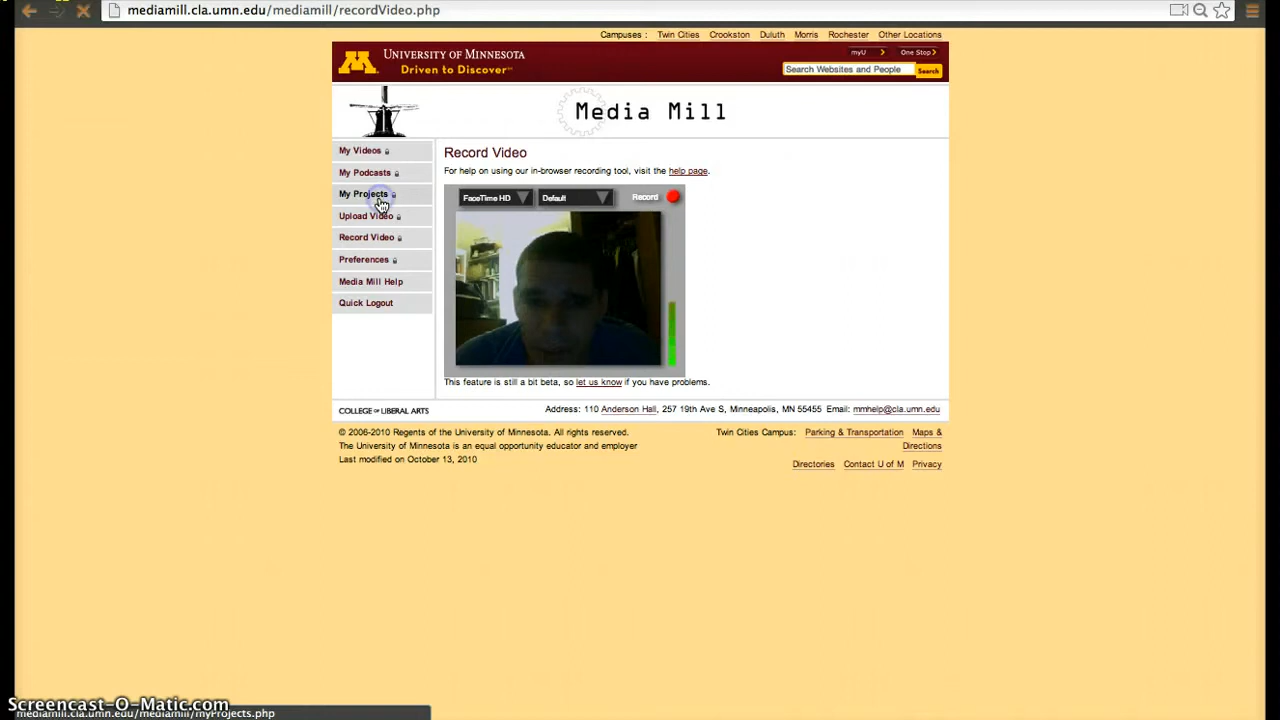 mediamill.cla.umn.edu/mediamill/recordVideo.php
Campuses : Twin Cities Crookston Duluth Morris Rochester Other Locations
UNIVERSITY OF MINNESOTA
Driven to Discover℠
myU One Stop
Search Websites and People Search
Media Mill
My Videos
My Podcasts
My Projects
Upload Video
Record Video
Preferences
Media Mill Help
Quick Logout
Record Video
For help on using our in-browser recording tool, visit the help page.
FaceTime HD Default Record
This feature is still a bit beta, so let us know if you have problems.
COLLEGE OF LIBERAL ARTS
Address: 110 Anderson Hall, 257 19th Ave S, Minneapolis, MN 55455 Email: mmhelp@cla.umn.edu
© 2006-2010 Regents of the University of Minnesota. All rights reserved.
The University of Minnesota is an equal opportunity educator and employer
Last modified on October 13, 2010
Twin Cities Campus: Parking & Transportation Maps &
Directions
Directories Contact U of M Privacy
Screencast-O-Matic.com
mediamill.cla.umn.edu/mediamill/myProjects.php